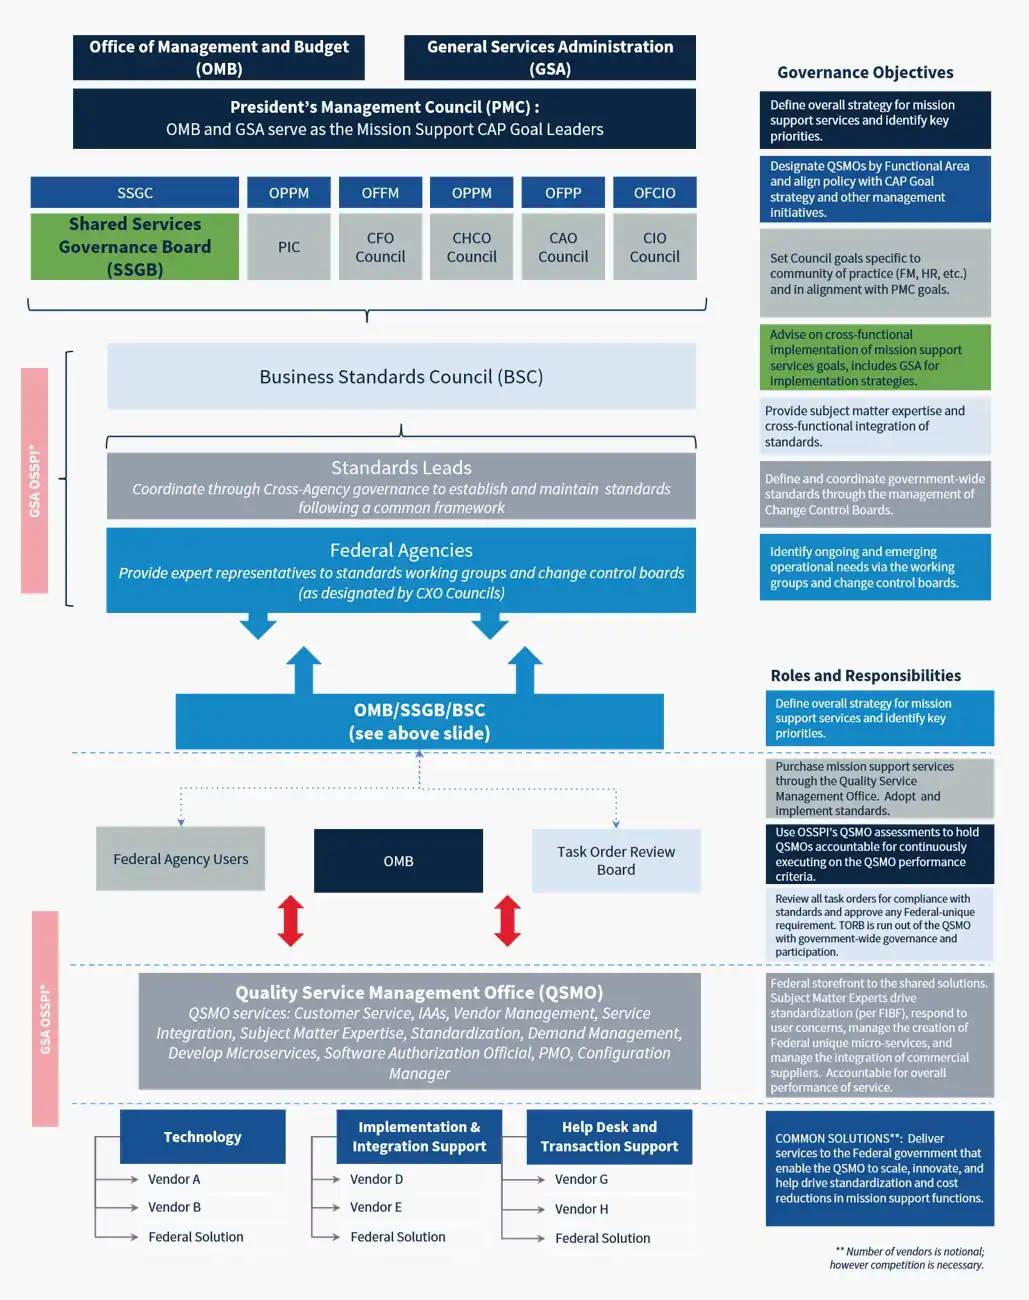 Office of Management and Budget
(OMB)
General Services Administration
(GSA)
President's Management Council (PMC) :
OMB and GSA serve as the Mission Support CAP Goal Leaders
SSGC
OPPM
OFFM
OPPM
OFPP
OFCIO
Shared Services
Governance Board
(SSGB)
PIC
CFO
Council
CHCO
Council
CAO
Council
CIO
Council
GSA OSSPI*
Business Standards Council (BSC)
Standards Leads
Coordinate through Cross-Agency governance to establish and maintain standards
following a common framework
Federal Agencies
Provide expert representatives to standards working groups and change control boards
(as designated by CXO Councils)
Governance Objectives
Define overall strategy for mission
support services and identify key
priorities.
Designate QSMOs by Functional Area
and align policy with CAP Goal
strategy and other management
initiatives.
Set Council goals specific to
community of practice (FM, HR, etc.)
and in alignment with PMC goals.
Advise on cross-functional
implementation of mission support
services goals, includes GSA for
implementation strategies.
Provide subject matter expertise and
cross-functional integration of
standards.
Define and coordinate government-wide
standards through the management of
Change Control Boards.
Identify ongoing and emerging
operational needs via the working
groups and change control boards.
OMB/SSGB/BSC
(see above slide)
Federal Agency Users
OMB
Task Order Review
Board
GSA OSSPI*
Quality Service Management Office (QSMO)
QSMO services: Customer Service, IAAs, Vendor Management, Service
Integration, Subject Matter Expertise, Standardization, Demand Management,
Develop Microservices, Software Authorization Official, PMO, Configuration
Manager
Technology
Vendor A
Vendor B
Federal Solution
Implementation &
Integration Support
Vendor D
Vendor E
Federal Solution
Help Desk and
Transaction Support
Vendor G
Vendor H
Federal Solution
Roles and Responsibilities
Define overall strategy for mission
support services and identify key
priorities.
Purchase mission support services
through the Quality Service
Management Office. Adopt and
implement standards.
Use OSSPI's QSMO assessments to hold
QSMOs accountable for continuously
executing on the QSMO performance
criteria.
Review all task orders for compliance with
standards and approve any Federal-unique
requirement. TORB is run out of the QSMO
with government-wide governance and
participation.
Federal storefront to the shared solutions.
Subject Matter Experts drive
standardization (per FIBF), respond to
user concerns, manage the creation of
Federal unique micro-services, and
manage the integration of commercial
suppliers. Accountable for overall
performance of service.
COMMON SOLUTIONS**: Deliver
services to the Federal government that
enable the QSMO to scale, innovate, and
help drive standardization and cost
reductions in mission support functions.
** Number of vendors is notional;
however competition is necessary.